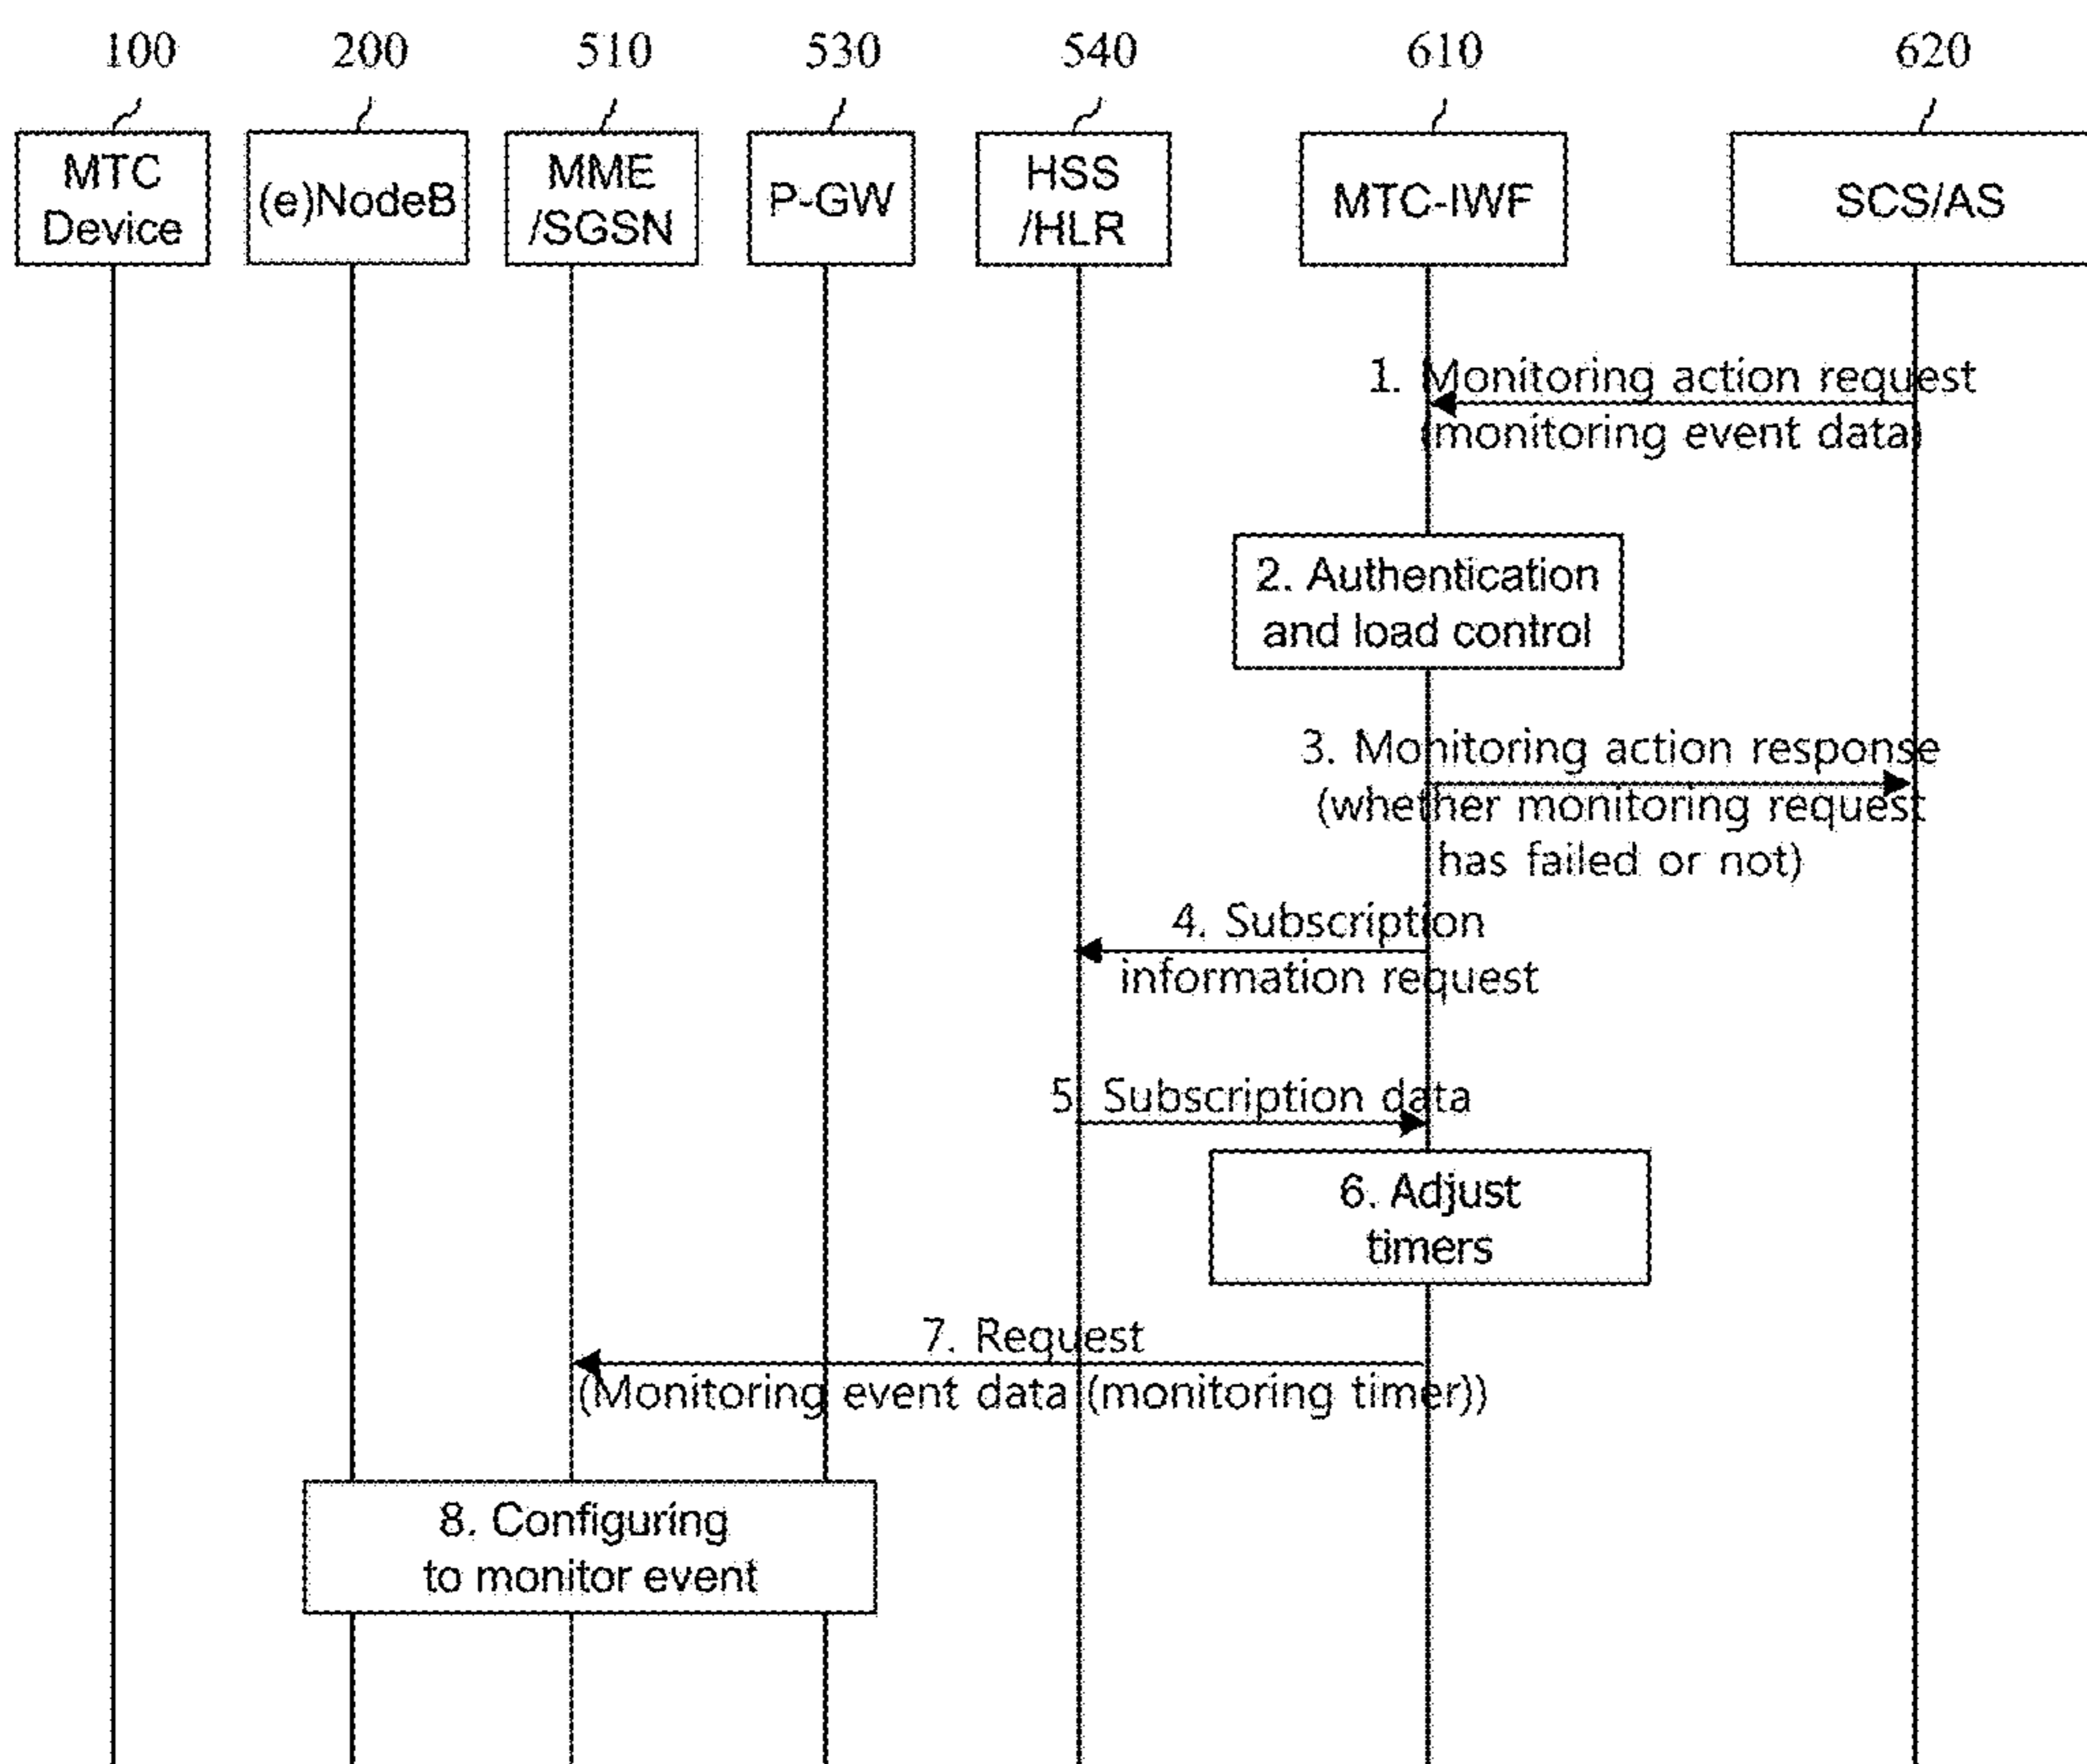 100 200 510 530 540 610 620
MTC
Device
(e)NodeB
MME
/SGSN
P-GW
HSS
/HLR
MTC-IWF
SCS/AS
1. Monitoring action request
(monitoring event data)
2. Authentication
and load control
3. Monitoring action response
(whether monitoring request
has failed or not)
4. Subscription
information request
5. Subscription data
6. Adjust
timers
7. Request
(Monitoring event data (monitoring timer))
8. Configuring
to monitor event